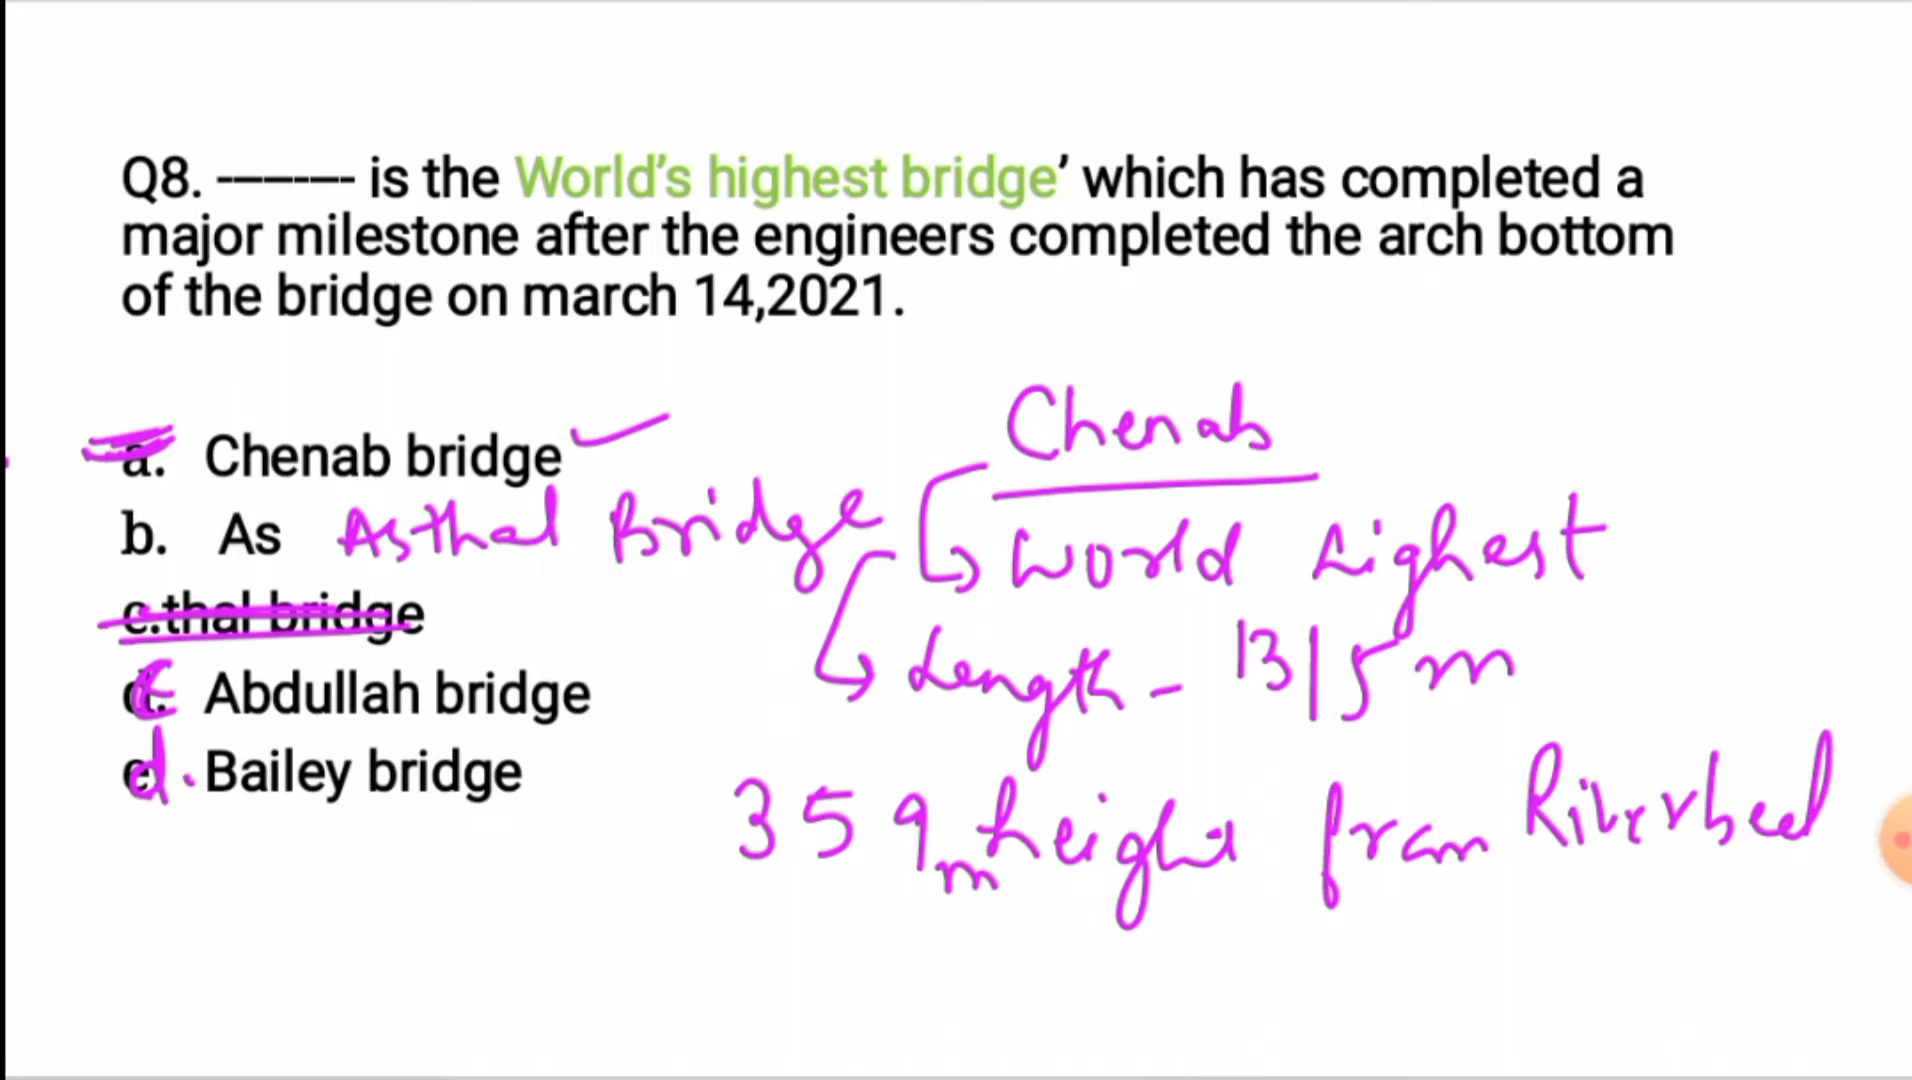 Q8. ------- is the World's highest bridge’ which has completed a
major milestone after the engineers completed the arch bottom
of the bridge on march 14,2021.
a. Chenab bridge
b. As Asthal Bridge
c.thal bridge
c Abdullah bridge
d. Bailey bridge
Chenab
World highest
Length - 1315 m
359m height from Riverbed